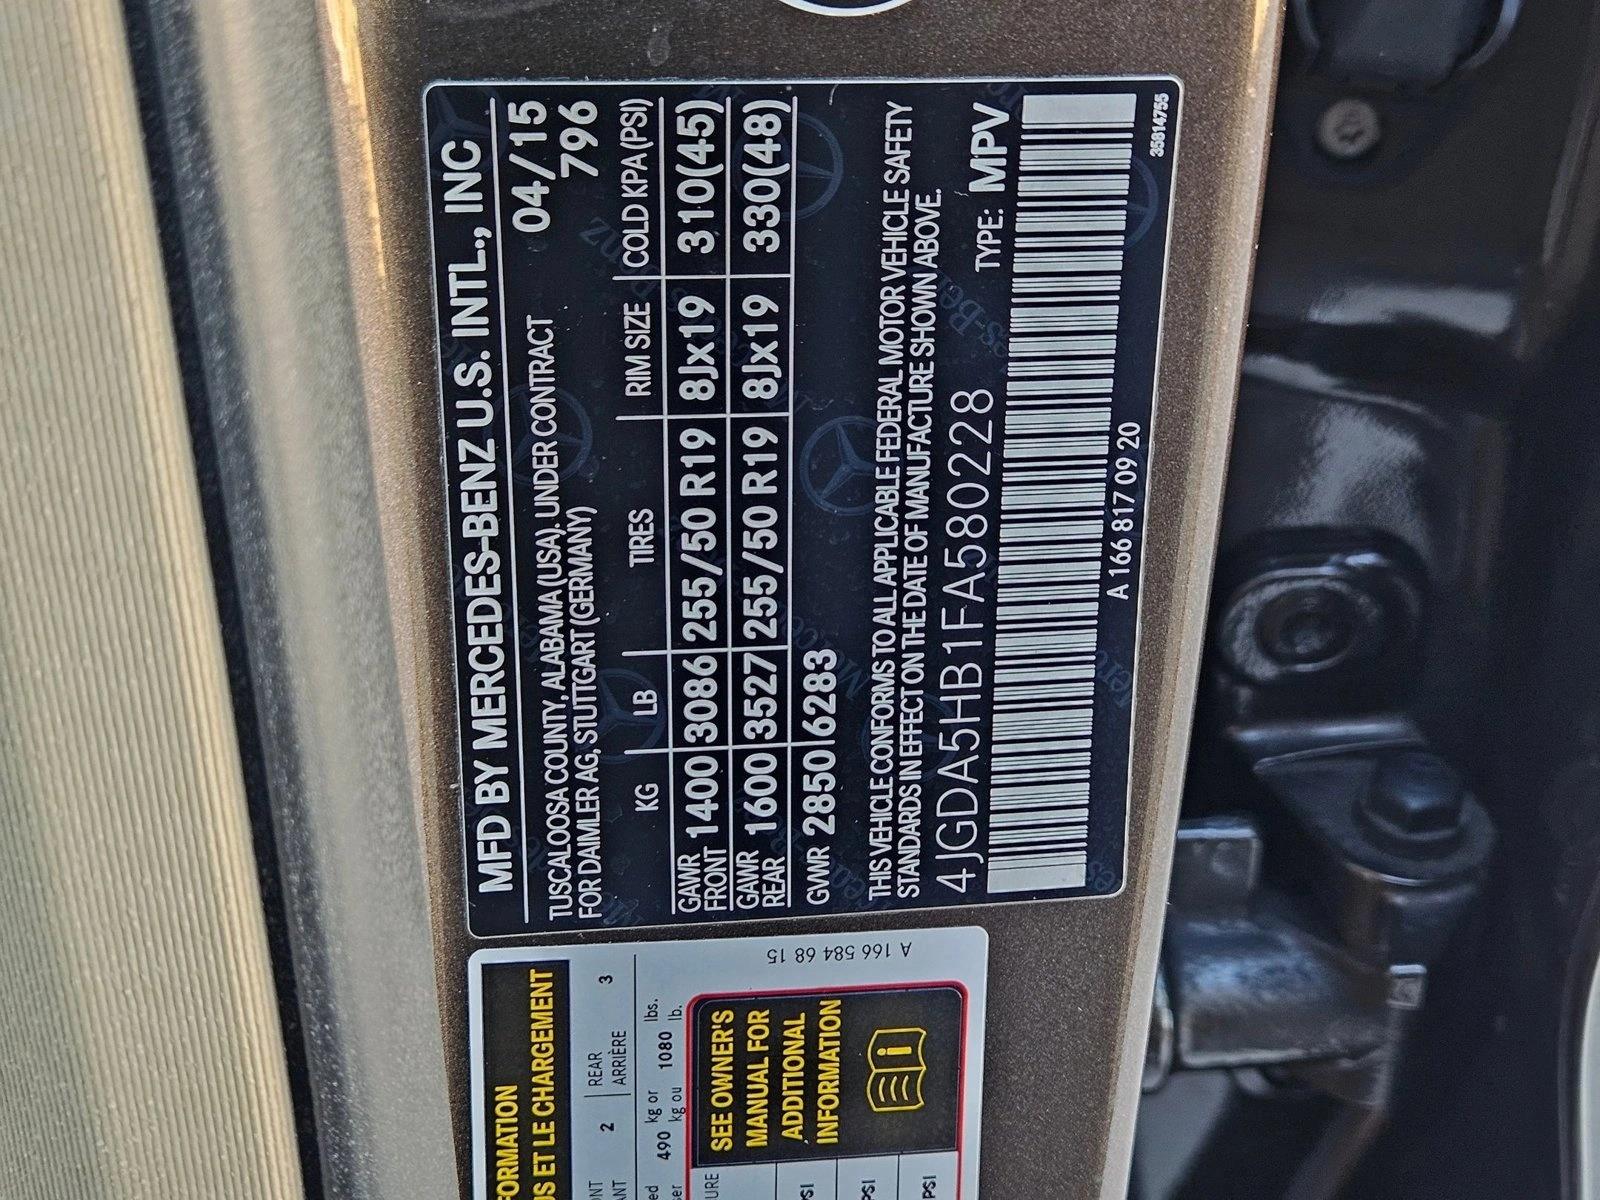 MFD BY MERCEDES-BENZ U.S. INTL., INC
TUSCALOOSA COUNTY, ALABAMA (USA). UNDER CONTRACT 04/15
FOR DAIMLER AG, STUTTGART (GERMANY) 796
KG LB TIRES RIM SIZE COLD KPA (PSI)
GAWR FRONT 1400 3086 255/50 R19 8Jx19 310(45)
GAWR REAR 1600 3527 255/50 R19 8Jx19 330(48)
GVWR 2850 6283
THIS VEHICLE CONFORMS TO ALL APPLICABLE FEDERAL MOTOR VEHICLE SAFETY
STANDARDS IN EFFECT ON THE DATE OF MANUFACTURE SHOWN ABOVE.
4JGDA5HB1FA580228 TYPE: MPV
A 166 817 09 20
35814755
LE CHARGEMENT
2 REAR 3
ARRIÈRE
490 kg or 1080 lbs.
kg ou lb.
SEE OWNER'S
MANUAL FOR
ADDITIONAL
INFORMATION
PSI
PSI
PSI
A 166 584 68 15